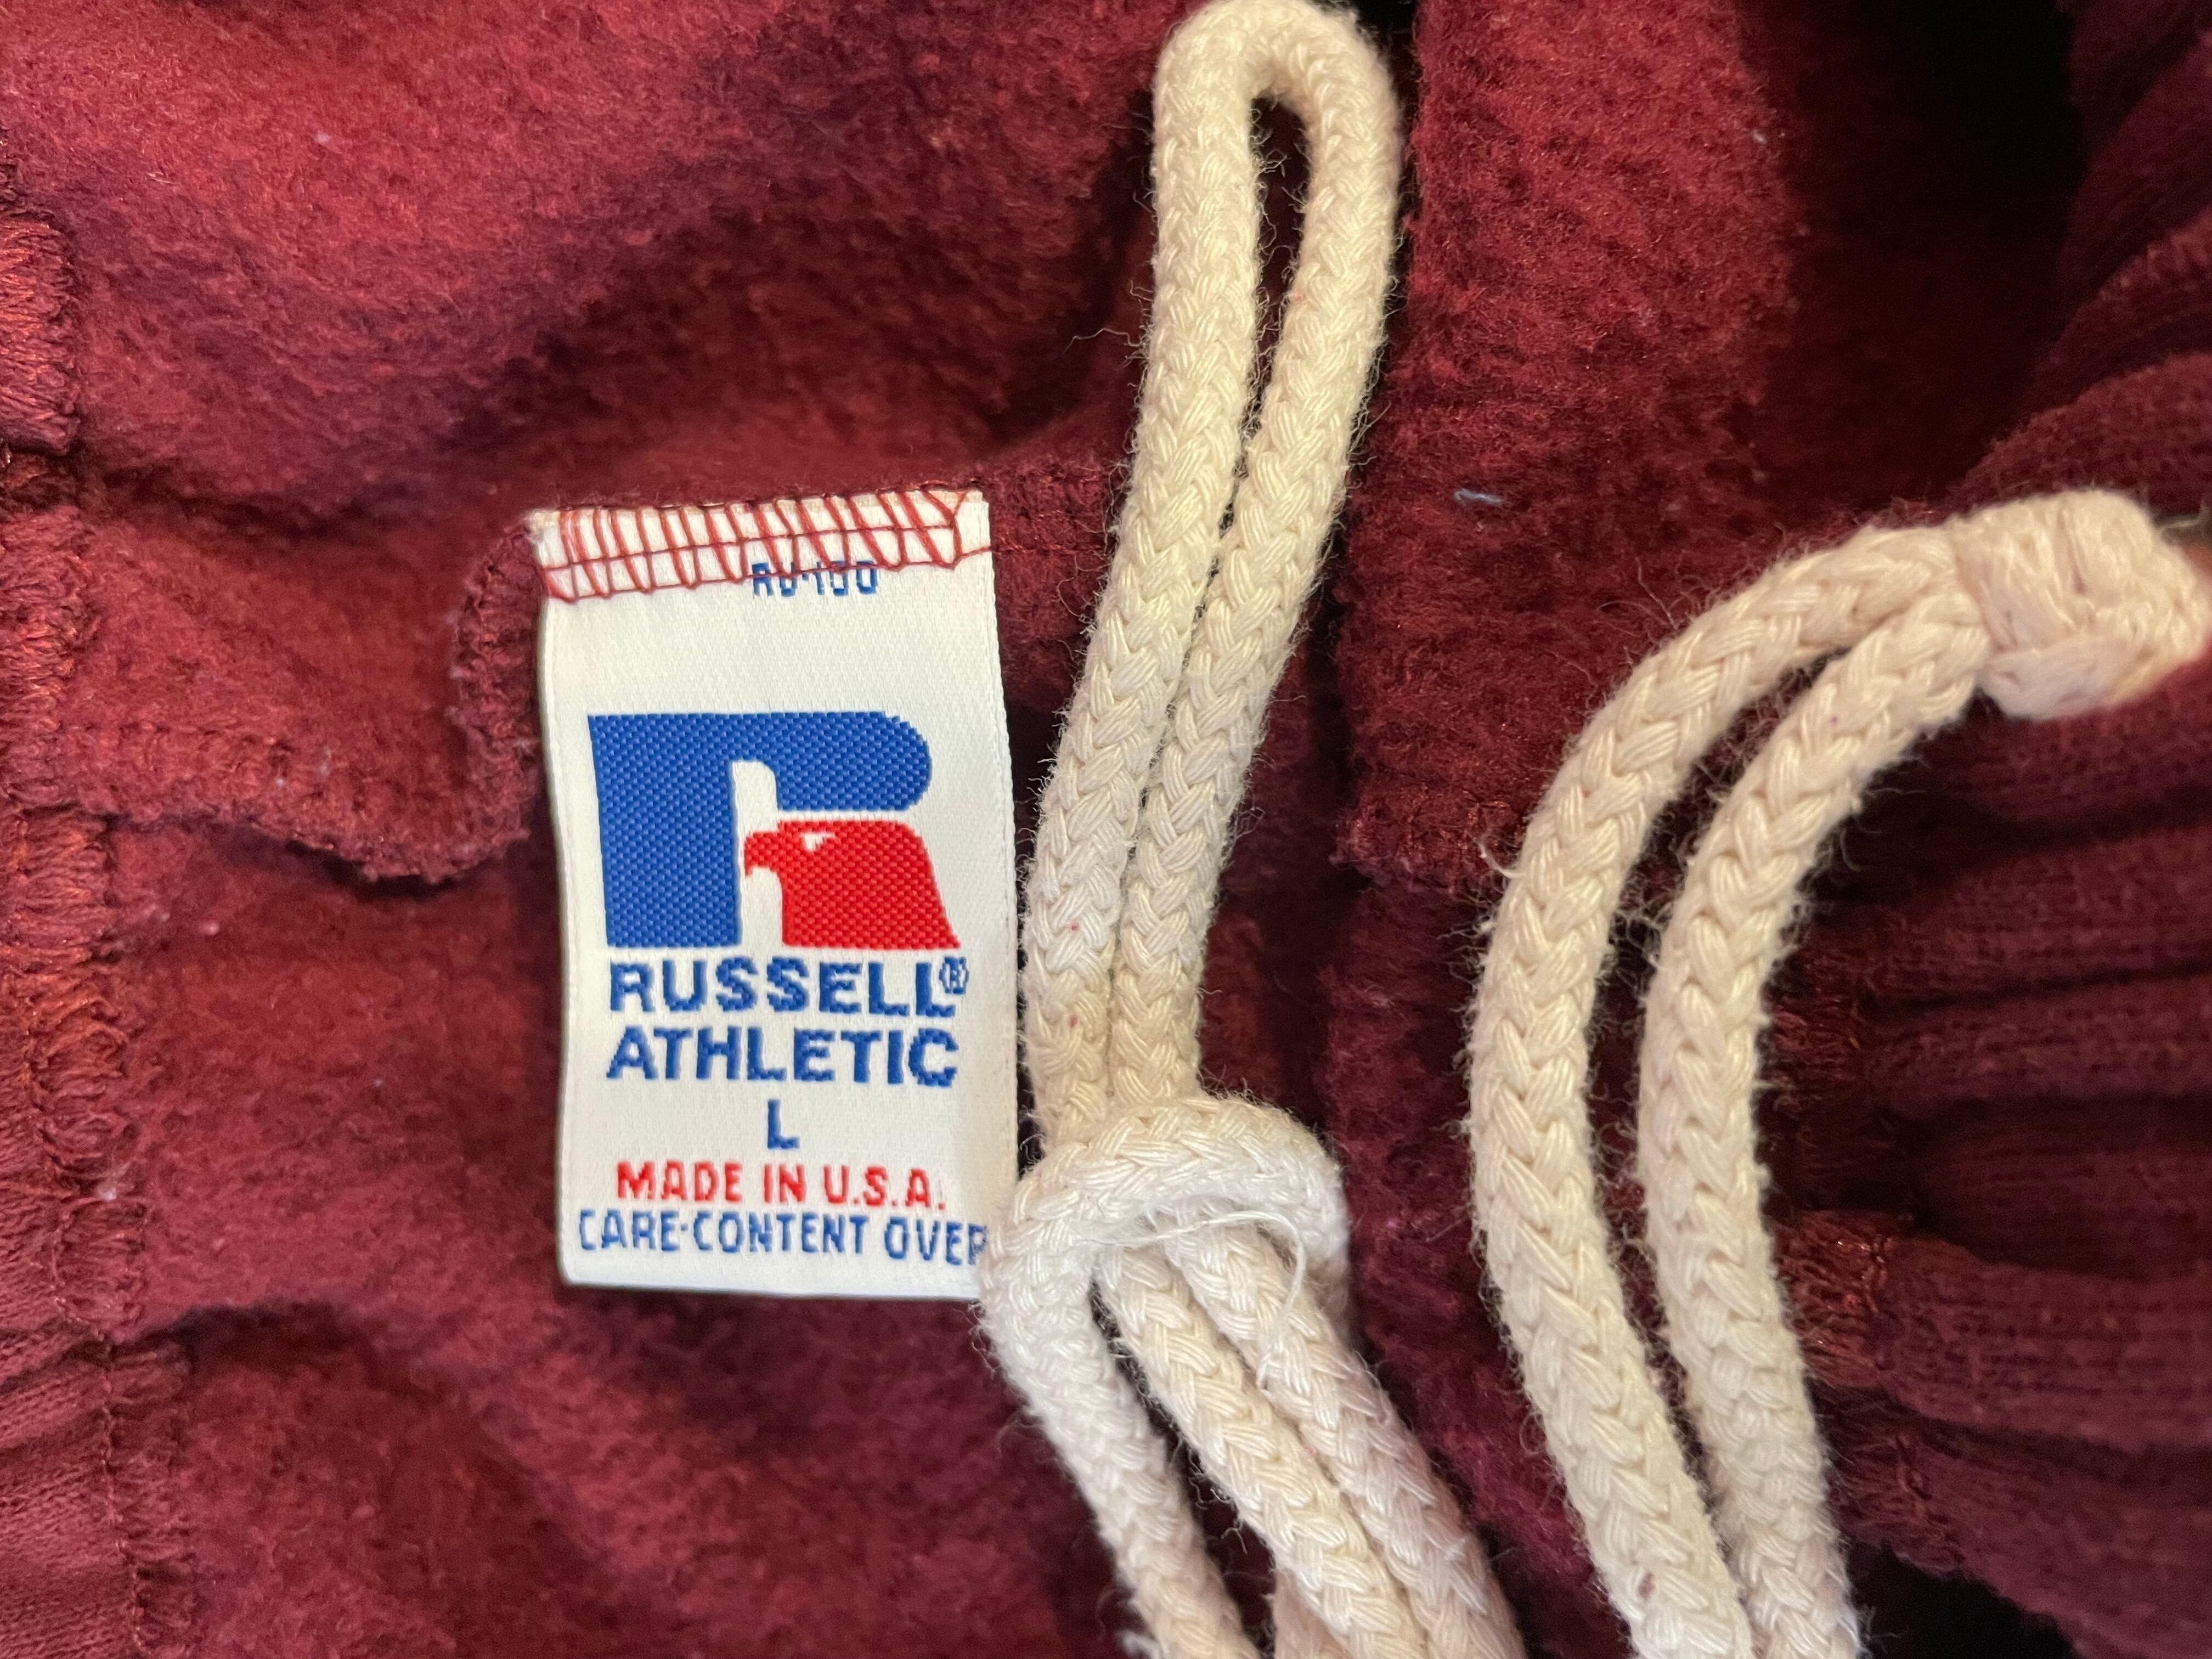 RUSSELL®
ATHLETIC
L
MADE IN U.S.A.
CARE-CONTENT OVER